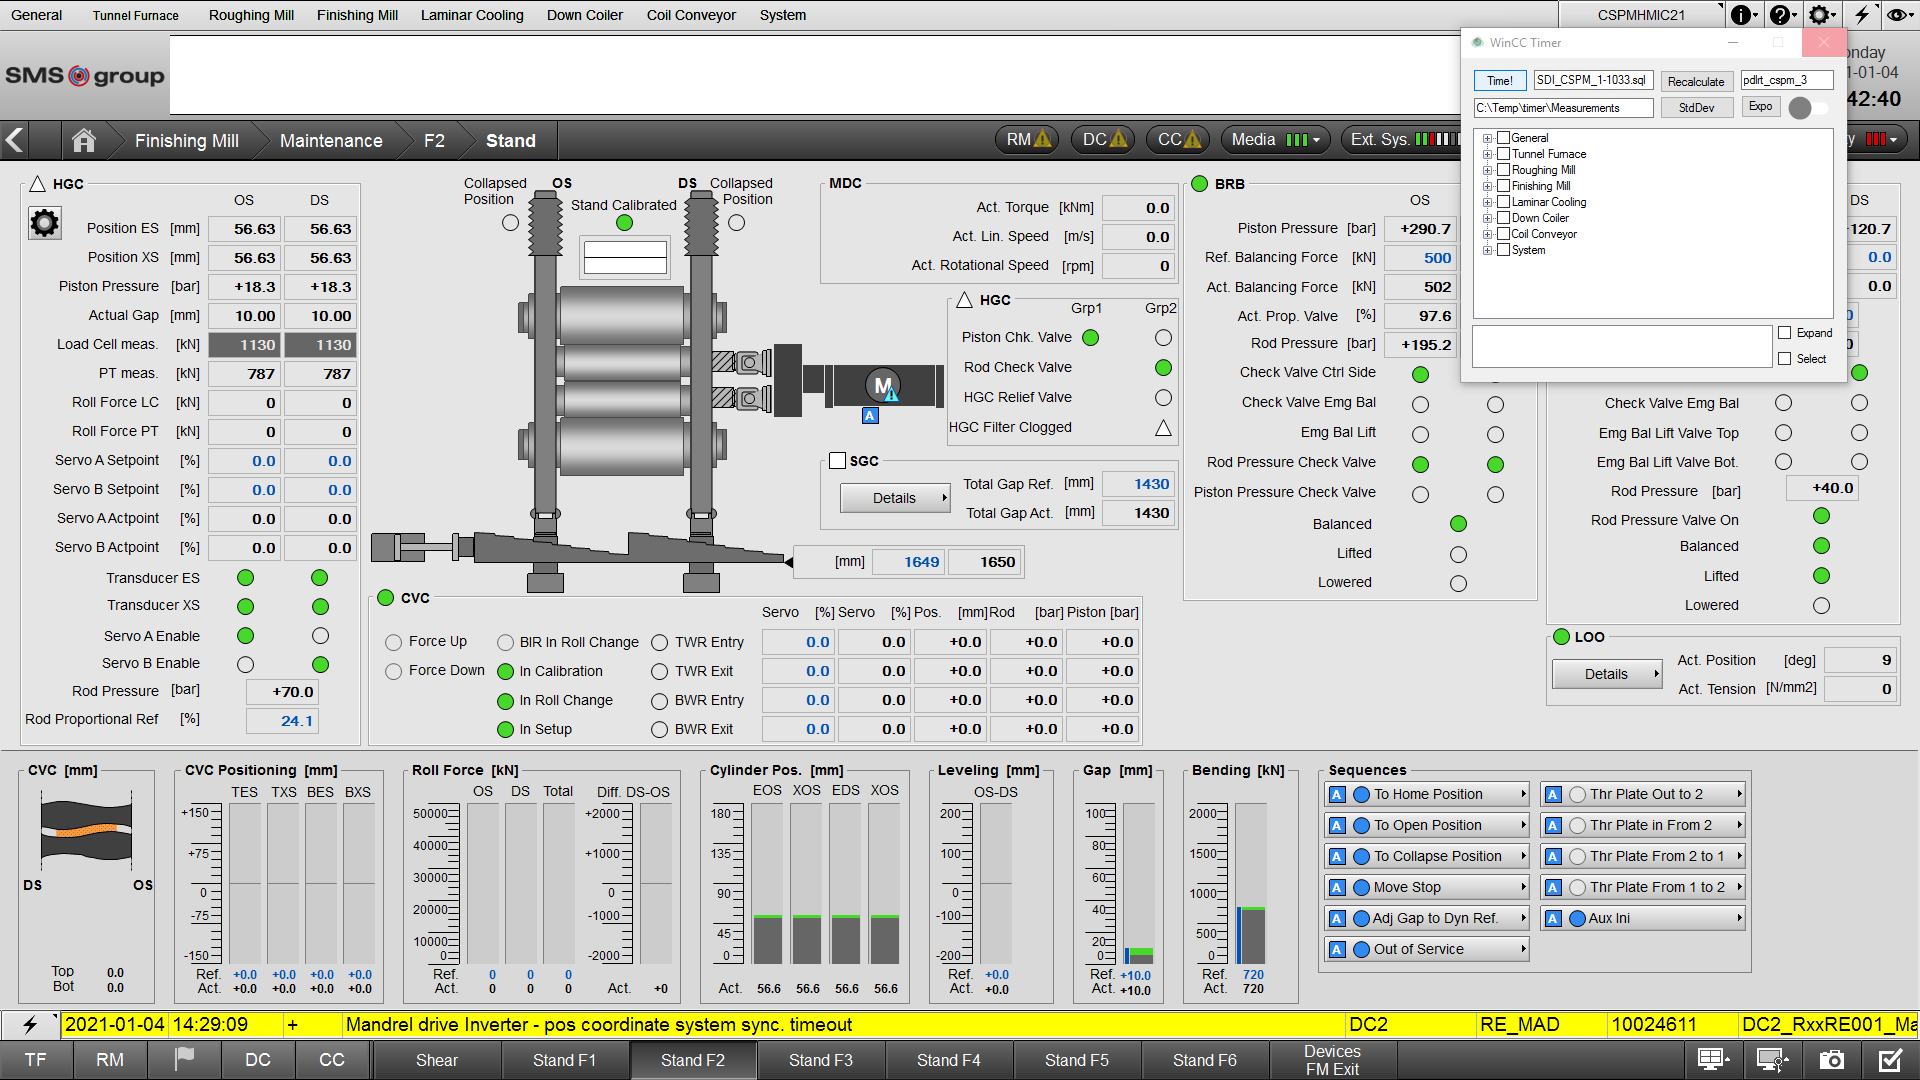 General Tunnel Furnace Roughing Mill Finishing Mill Laminar Cooling Down Coiler Coil Conveyor System CSPMHMIC21
SMS group
nday
1-01-04
42:40
WinCC Timer
Time! SDI_CSPM_1-1033.sql Recalculate pdlrt_cspm_3
C:\Temp\timer\Measurements StdDev Expo
General
Tunnel Furnace
Roughing Mill
Finishing Mill
Laminar Cooling
Down Coiler
Coil Conveyor
System
Expand
Select
Finishing Mill Maintenance F2 Stand RM DC CC Media Ext. Sys.
HGC
OS DS
Position ES [mm] 56.63 56.63
Position XS [mm] 56.63 56.63
Piston Pressure [bar] +18.3 +18.3
Actual Gap [mm] 10.00 10.00
Load Cell meas. [kN] 1130 1130
PT meas. [kN] 787 787
Roll Force LC [kN] 0 0
Roll Force PT [kN] 0 0
Servo A Setpoint [%] 0.0 0.0
Servo B Setpoint [%] 0.0 0.0
Servo A Actpoint [%] 0.0 0.0
Servo B Actpoint [%] 0.0 0.0
Transducer ES
Transducer XS
Servo A Enable
Servo B Enable
Rod Pressure [bar] +70.0
Rod Proportional Ref [%] 24.1
Collapsed Position OS DS Collapsed Position
Stand Calibrated
M
A
[mm] 1649 1650
MDC
Act. Torque [kNm] 0.0
Act. Lin. Speed [m/s] 0.0
Act. Rotational Speed [rpm] 0
HGC Grp1 Grp2
Piston Chk. Valve
Rod Check Valve
HGC Relief Valve
HGC Filter Clogged
SGC
Details
Total Gap Ref. [mm] 1430
Total Gap Act. [mm] 1430
BRB
OS
Piston Pressure [bar] +290.7
Ref. Balancing Force [kN] 500
Act. Balancing Force [kN] 502
Act. Prop. Valve [%] 97.6
Rod Pressure [bar] +195.2
Check Valve Ctrl Side
Check Valve Emg Bal
Emg Bal Lift
Rod Pressure Check Valve
Piston Pressure Check Valve
Balanced
Lifted
Lowered
DS
120.7
0.0
0.0
Check Valve Emg Bal
Emg Bal Lift Valve Top
Emg Bal Lift Valve Bot.
Rod Pressure [bar] +40.0
Rod Pressure Valve On
Balanced
Lifted
Lowered
LOO
Details
Act. Position [deg] 9
Act. Tension [N/mm2] 0
CVC
Servo [%] Servo [%] Pos. [mm] Rod [bar] Piston [bar]
Force Up BIR In Roll Change TWR Entry 0.0 0.0 +0.0 +0.0 +0.0
Force Down In Calibration TWR Exit 0.0 0.0 +0.0 +0.0 +0.0
In Roll Change BWR Entry 0.0 0.0 +0.0 +0.0 +0.0
In Setup BWR Exit 0.0 0.0 +0.0 +0.0 +0.0
CVC [mm]
DS OS
Top 0.0
Bot 0.0
CVC Positioning [mm]
TES TXS BES BXS
+150
+75
0
-75
-150
Ref. +0.0 +0.0 +0.0 +0.0
Act. +0.0 +0.0 +0.0 +0.0
Roll Force [kN]
OS DS Total Diff. DS-OS
50000 +2000
40000
30000 +1000
20000 0
-1000
10000
0 -2000
Ref. 0 0 0
Act. 0 0 0 Act. +0
Cylinder Pos. [mm]
EOS XOS EDS XOS
180
135
90
45
0
Act. 56.6 56.6 56.6 56.6
Leveling [mm]
OS-DS
200
100
0
-100
-200
Ref. +0.0
Act. +0.0
Gap [mm]
100
80
60
40
20
0
Ref. +10.0
Act. +10.0
Bending [kN]
2000
1500
1000
500
0
Ref. 720
Act. 720
Sequences
A To Home Position A Thr Plate Out to 2
A To Open Position A Thr Plate in From 2
A To Collapse Position A Thr Plate From 2 to 1
A Move Stop A Thr Plate From 1 to 2
A Adj Gap to Dyn Ref. A Aux Ini
A Out of Service
2021-01-04 14:29:09 + Mandrel drive Inverter - pos coordinate system sync. timeout DC2 RE_MAD 10024611 DC2_RxxRE001_Ma
TF RM DC CC Shear Stand F1 Stand F2 Stand F3 Stand F4 Stand F5 Stand F6 Devices FM Exit